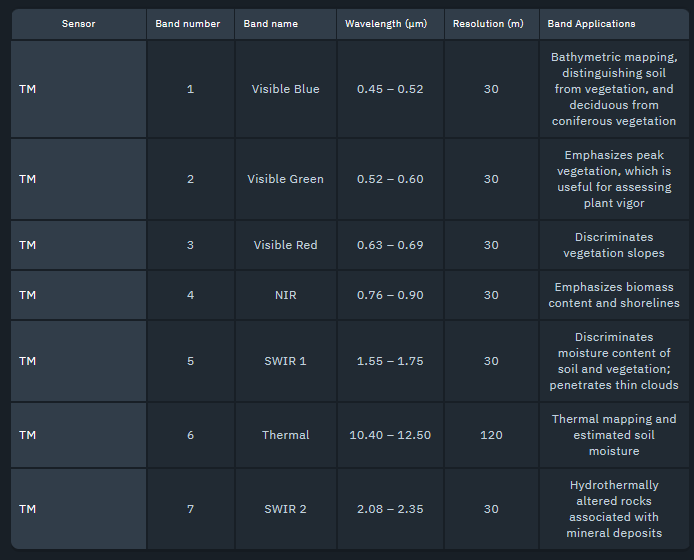 Sensor Band number Band name Wavelength (µm) Resolution (m) Band Applications
TM 1 Visible Blue 0.45 – 0.52 30 Bathymetric mapping,
distinguishing soil
from vegetation, and
deciduous from
coniferous vegetation
TM 2 Visible Green 0.52 – 0.60 30 Emphasizes peak
vegetation, which is
useful for assessing
plant vigor
TM 3 Visible Red 0.63 – 0.69 30 Discriminates
vegetation slopes
TM 4 NIR 0.76 – 0.90 30 Emphasizes biomass
content and shorelines
TM 5 SWIR 1 1.55 – 1.75 30 Discriminates
moisture content of
soil and vegetation;
penetrates thin clouds
TM 6 Thermal 10.40 – 12.50 120 Thermal mapping and
estimated soil
moisture
TM 7 SWIR 2 2.08 – 2.35 30 Hydrothermally
altered rocks
associated with
mineral deposits